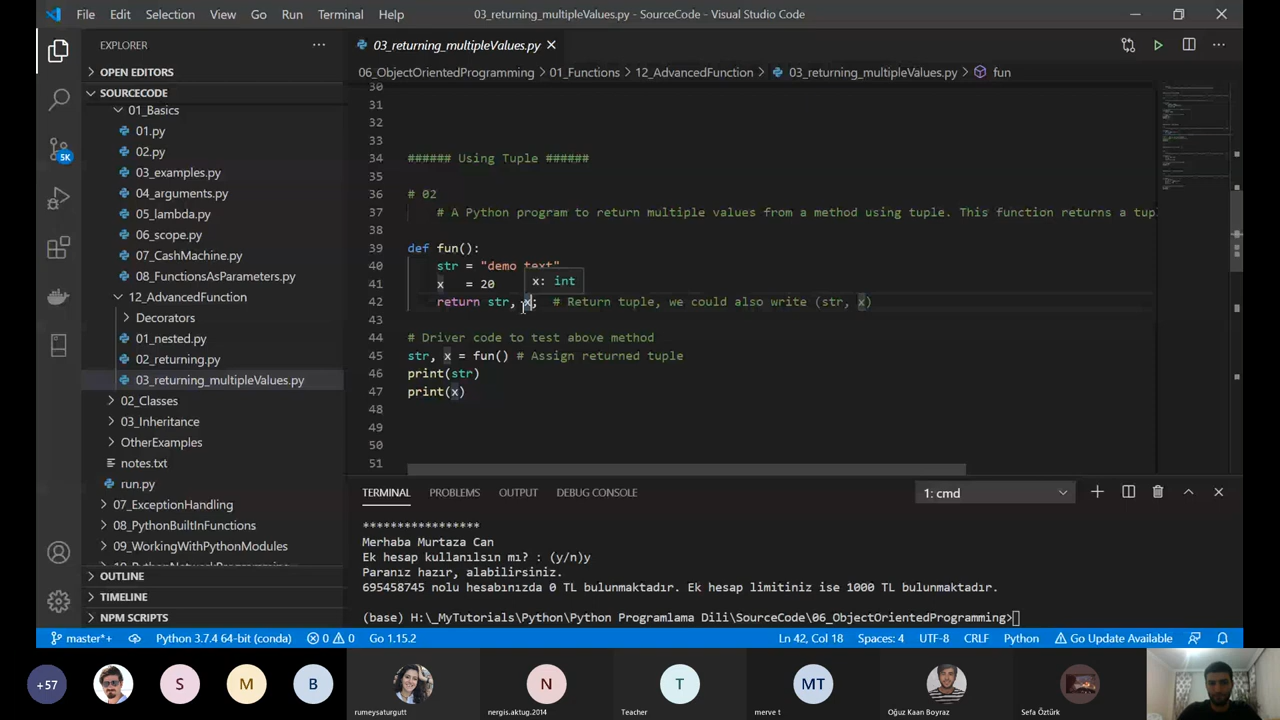 File Edit Selection View Go Run Terminal Help 03_returning_multipleValues.py - SourceCode - Visual Studio Code
EXPLORER
OPEN EDITORS
SOURCECODE
01_Basics
01.py
02.py
03_examples.py
04_arguments.py
05_lambda.py
06_scope.py
07_CashMachine.py
08_FunctionsAsParameters.py
12_AdvancedFunction
Decorators
01_nested.py
02_returning.py
03_returning_multipleValues.py
02_Classes
03_Inheritance
OtherExamples
notes.txt
run.py
07_ExceptionHandling
08_PythonBuiltInFunctions
09_WorkingWithPythonModules
OUTLINE
TIMELINE
NPM SCRIPTS
5K
03_returning_multipleValues.py
06_ObjectOrientedProgramming > 01_Functions > 12_AdvancedFunction > 03_returning_multipleValues.py > fun
30
31
32
33
34 ###### Using Tuple ######
35
36 # 02
37 # A Python program to return multiple values from a method using tuple. This function returns a tup
38
39 def fun():
40 str = "demo text"
x: int
41 x = 20
42 return str, x; # Return tuple, we could also write (str, x)
43
44 # Driver code to test above method
45 str, x = fun() # Assign returned tuple
46 print(str)
47 print(x)
48
49
50
51
TERMINAL PROBLEMS OUTPUT DEBUG CONSOLE 1: cmd
*****************
Merhaba Murtaza Can
Ek hesap kullanılsın mı? : (y/n)y
Paranız hazır, alabilirsiniz.
695458745 nolu hesabınızda 0 TL bulunmaktadır. Ek hesap limitiniz ise 1000 TL bulunmaktadır.
(base) H:\_MyTutorials\Python\Python Programlama Dili\SourceCode\06_ObjectOrientedProgramming>
master*+ Python 3.7.4 64-bit (conda) 0 0 Go 1.15.2 Ln 42, Col 18 Spaces: 4 UTF-8 CRLF Python Go Update Available
+57 S M B N T MT
rumeysaturgutt nergis.aktug.2014 Teacher merve t Oğuz Kaan Boyraz Sefa Öztürk